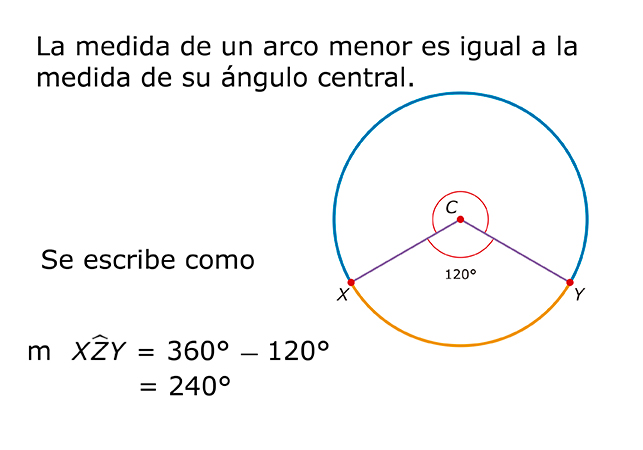 La medida de un arco menor es igual a la
medida de su ángulo central.
C
120°
Se escribe como
X
Y
m X\widehat{Z}Y = 360° – 120°
= 240°